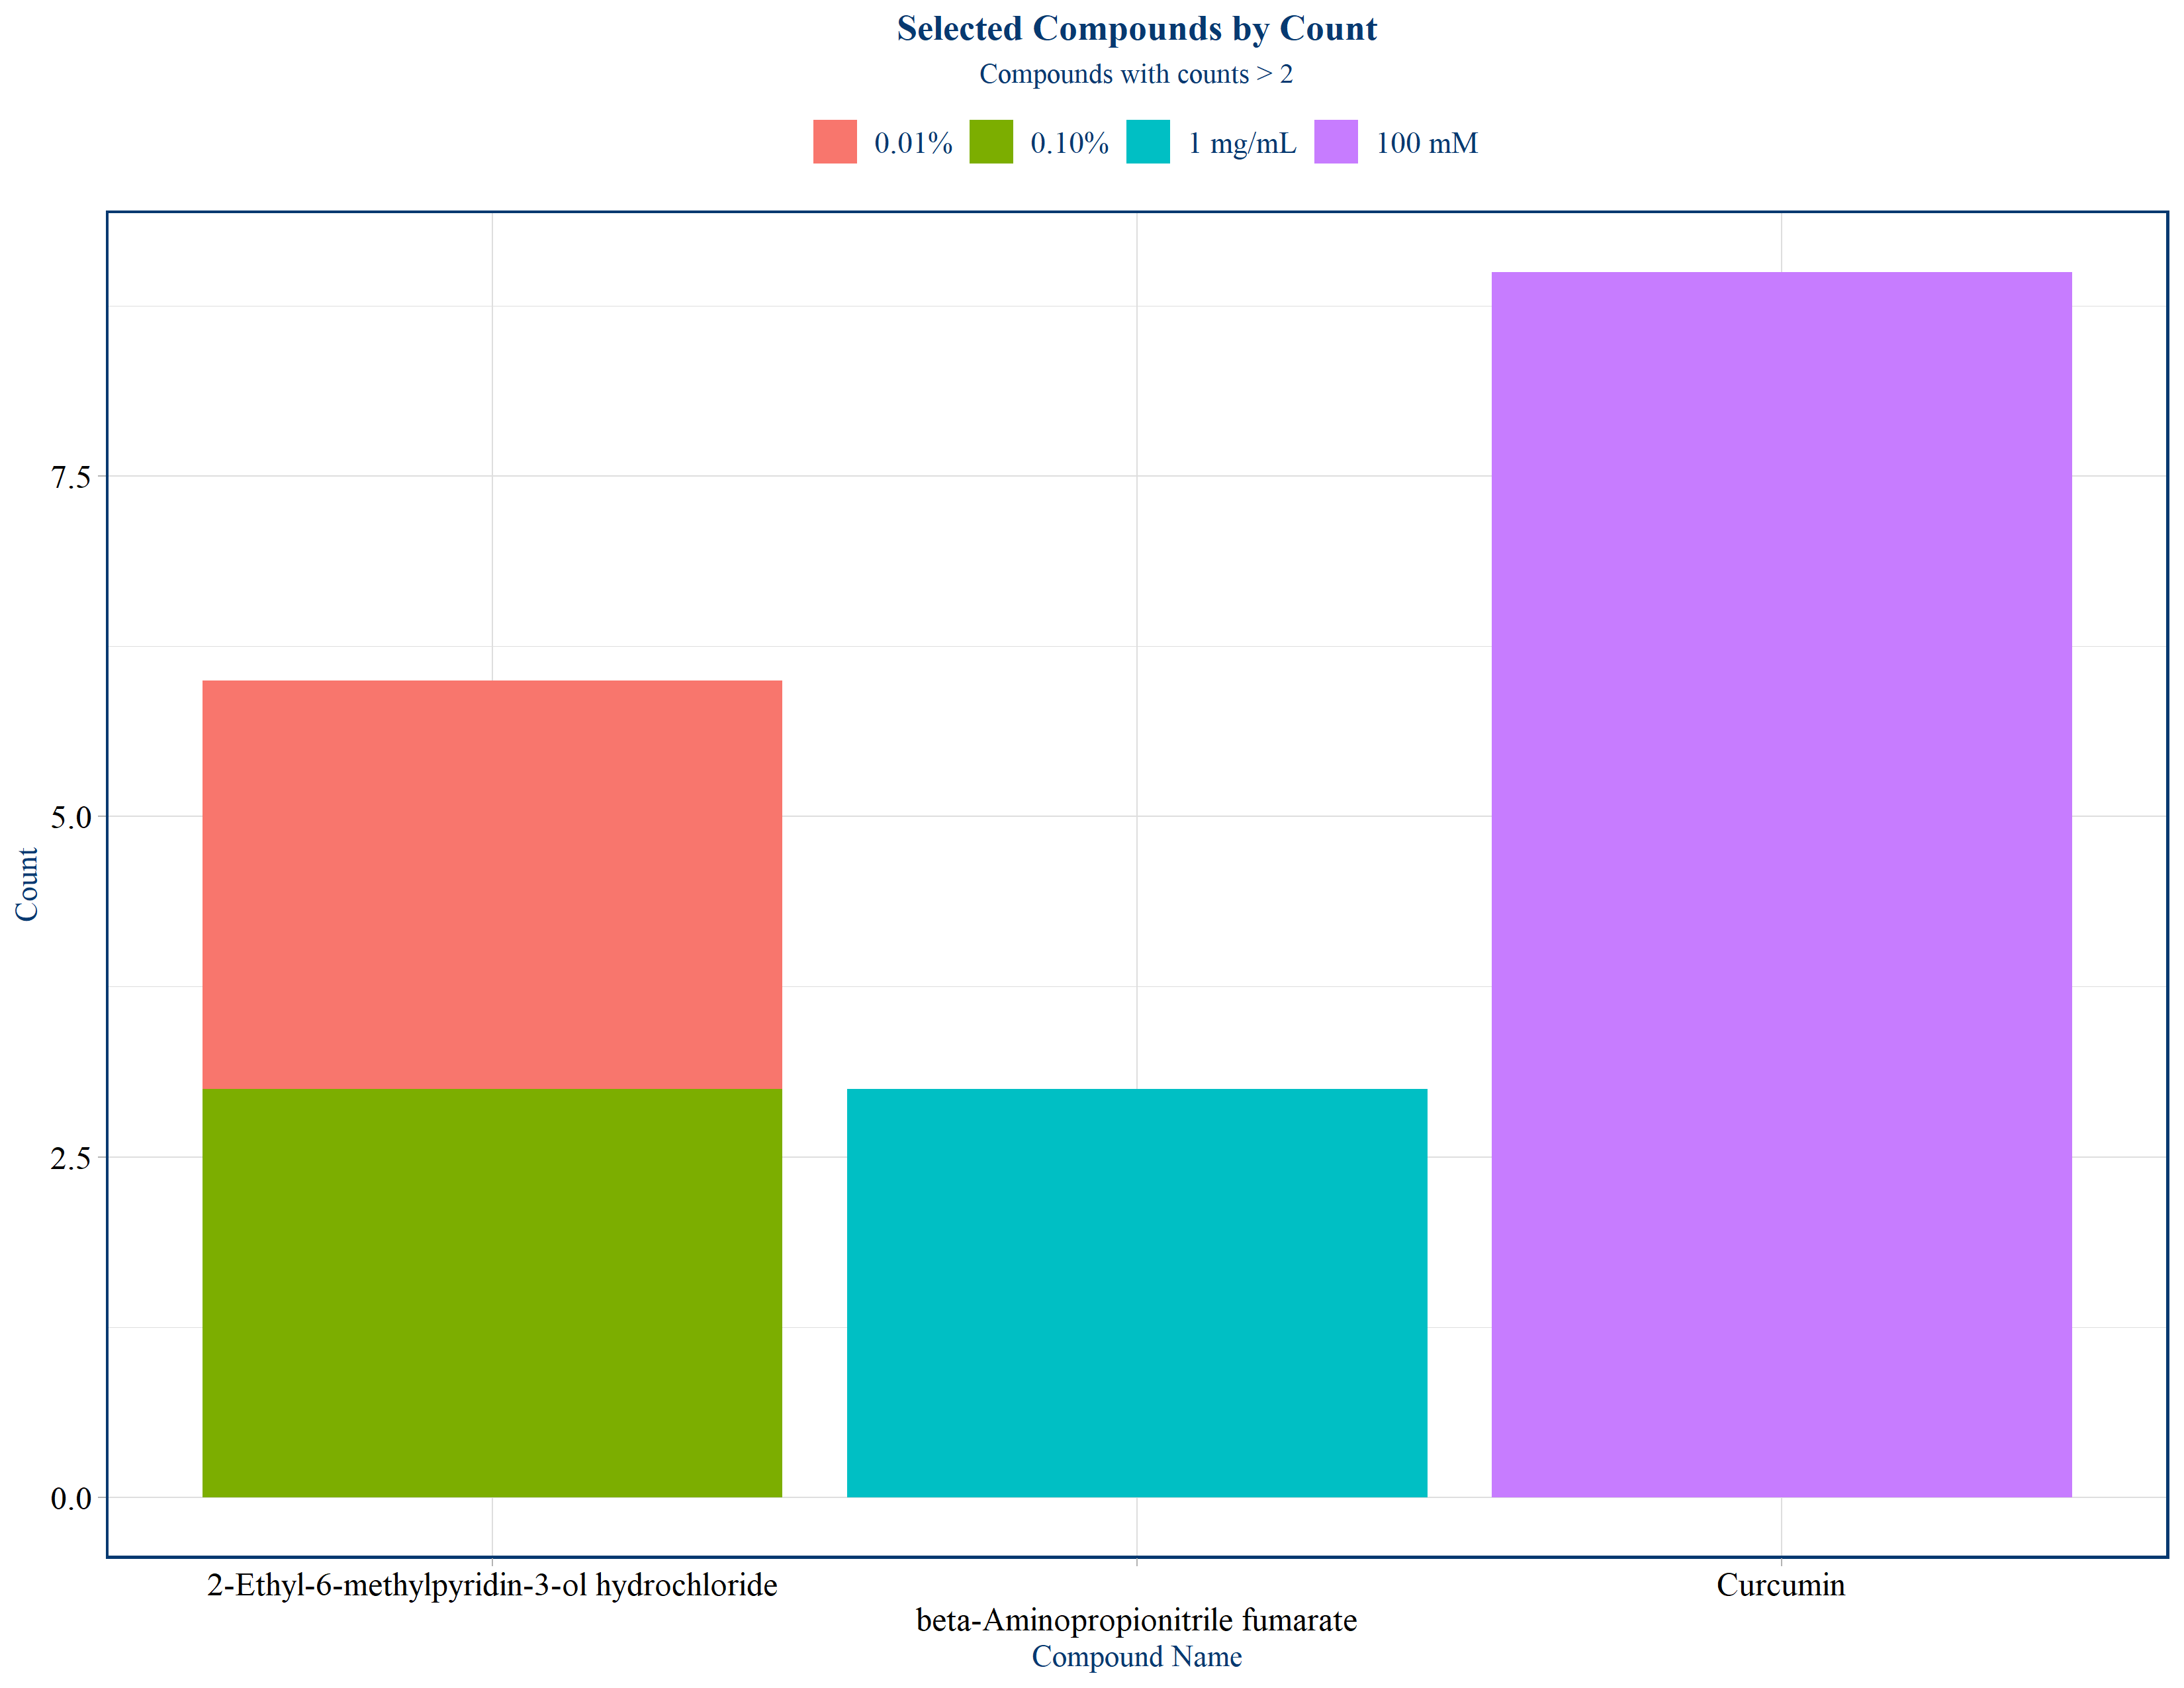 Selected Compounds by Count
Compounds with counts > 2
0.01% 0.10% 1 mg/mL 100 mM
7.5
5.0
2.5
0.0
Count
2-Ethyl-6-methylpyridin-3-ol hydrochloride
beta-Aminopropionitrile fumarate
Curcumin
Compound Name